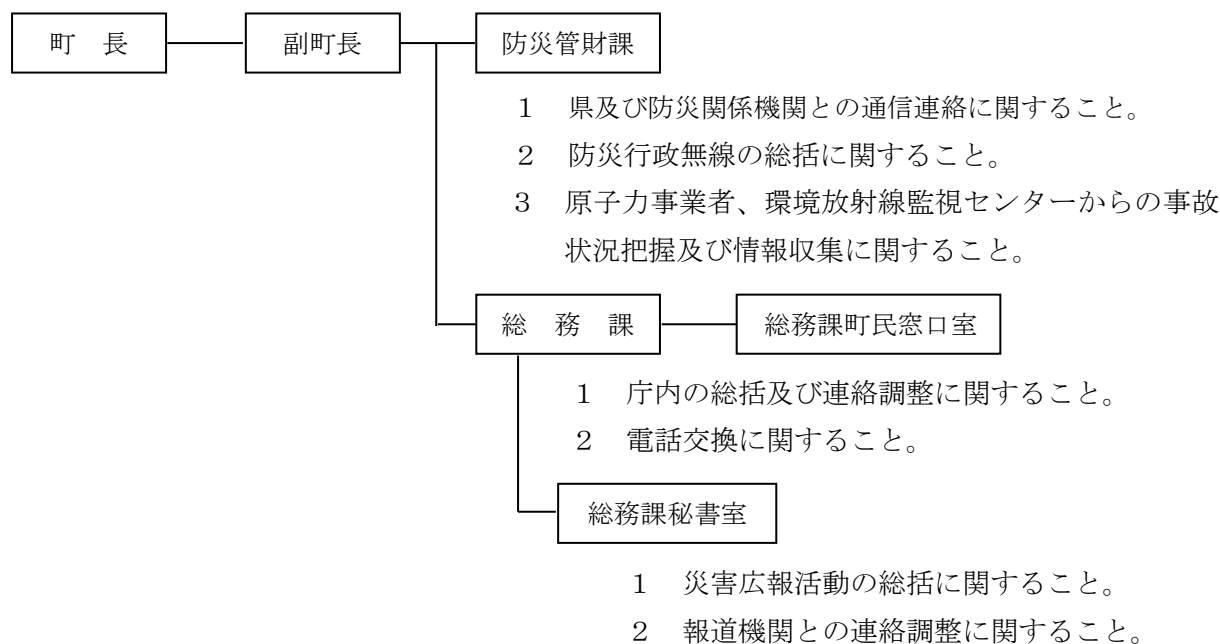 町　長　副町長　防災管財課
１　県及び防災関係機関との通信連絡に関すること。
２　防災行政無線の総括に関すること。
３　原子力事業者、環境放射線監視センターからの事故
状況把握及び情報収集に関すること。
総　務　課　総務課町民窓口室
１　庁内の総括及び連絡調整に関すること。
２　電話交換に関すること。
総務課秘書室
１　災害広報活動の総括に関すること。
２　報道機関との連絡調整に関すること。